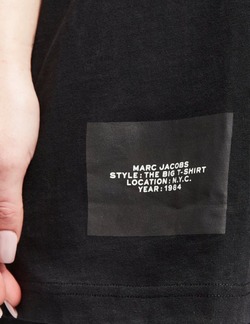 MARC JACOBS
STYLE: THE BIG T-SHIRT
LOCATION: N.Y.C.
YEAR: 1984